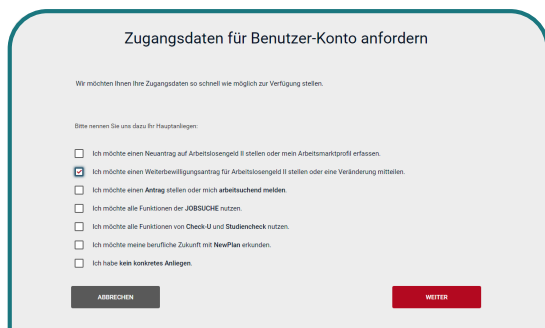 Zugangsdaten für Benutzer-Konto anfordern
Wir möchten Ihnen Ihre Zugangsdaten so schnell wie möglich zur Verfügung stellen.
Bitte nennen Sie uns dazu Ihr Hauptanliegen:
Ich möchte einen Neuantrag auf Arbeitslosengeld II stellen oder mein Arbeitsmarktprofil erfassen.
Ich möchte einen Weiterbewilligungsantrag für Arbeitslosengeld II stellen oder eine Veränderung mitteilen.
Ich möchte einen Antrag stellen oder mich arbeitsuchend melden.
Ich möchte alle Funktionen der JOBSUCHE nutzen.
Ich möchte alle Funktionen von Check-U und Studiencheck nutzen.
Ich möchte meine berufliche Zukunft mit NewPlan erkunden.
Ich habe kein konkretes Anliegen.
ABBRECHEN WEITER